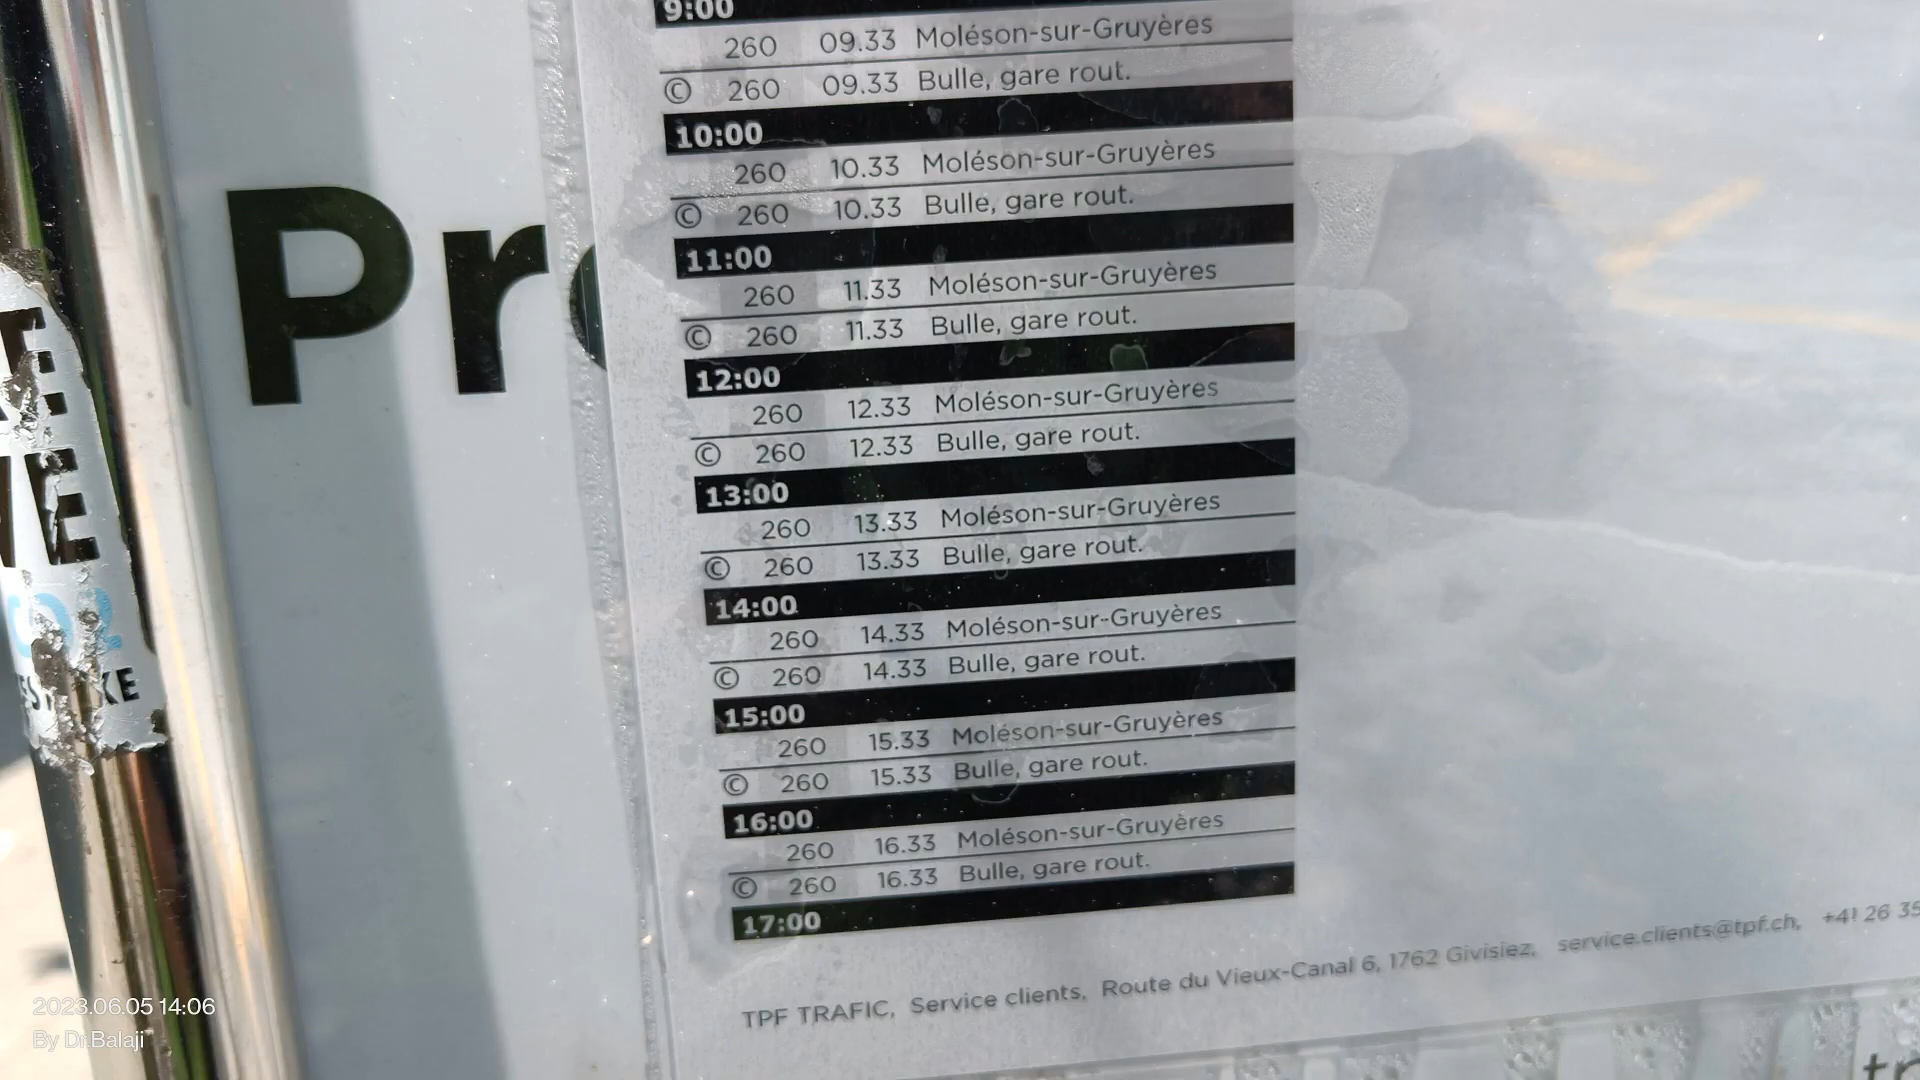 9:00
260 09.33 Moléson-sur-Gruyères
© 260 09.33 Bulle, gare rout.
10:00
260 10.33 Moléson-sur-Gruyères
© 260 10.33 Bulle, gare rout.
11:00
260 11.33 Moléson-sur-Gruyères
© 260 11.33 Bulle, gare rout.
12:00
260 12.33 Moléson-sur-Gruyères
© 260 12.33 Bulle, gare rout.
13:00
260 13.33 Moléson-sur-Gruyères
© 260 13.33 Bulle, gare rout.
14:00
260 14.33 Moléson-sur-Gruyères
© 260 14.33 Bulle, gare rout.
15:00
260 15.33 Moléson-sur-Gruyères
© 260 15.33 Bulle, gare rout.
16:00
260 16.33 Moléson-sur-Gruyères
© 260 16.33 Bulle, gare rout.
17:00
TPF TRAFIC, Service clients, Route du Vieux-Canal 6, 1762 Givisiez, service.clients@tpf.ch, +41 26 35
Pr
2023.06.05 14:06
By Dr.Balaji